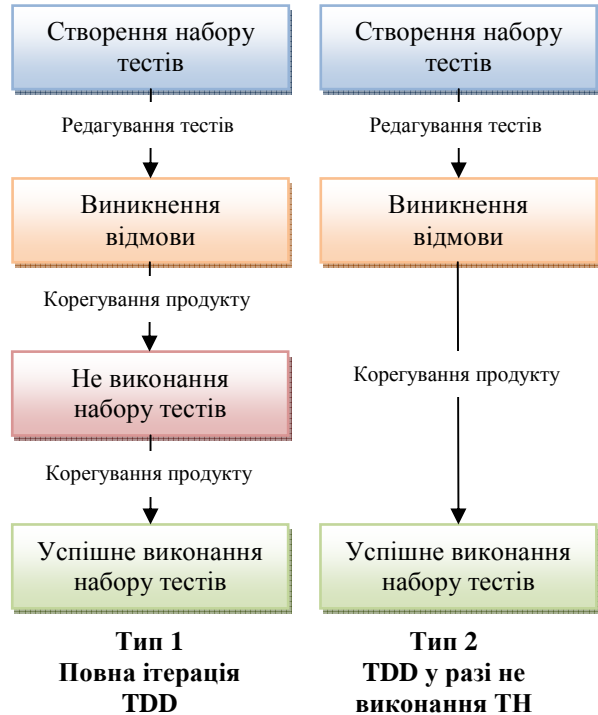 Створення набору
тестів
Редагування тестів
Виникнення
відмови
Корегування продукту
Не виконання
набору тестів
Корегування продукту
Успішне виконання
набору тестів
Тип 1
Повна ітерація
TDD
Створення набору
тестів
Редагування тестів
Виникнення
відмови
Корегування продукту
Успішне виконання
набору тестів
Тип 2
TDD у разі не
виконання ТН